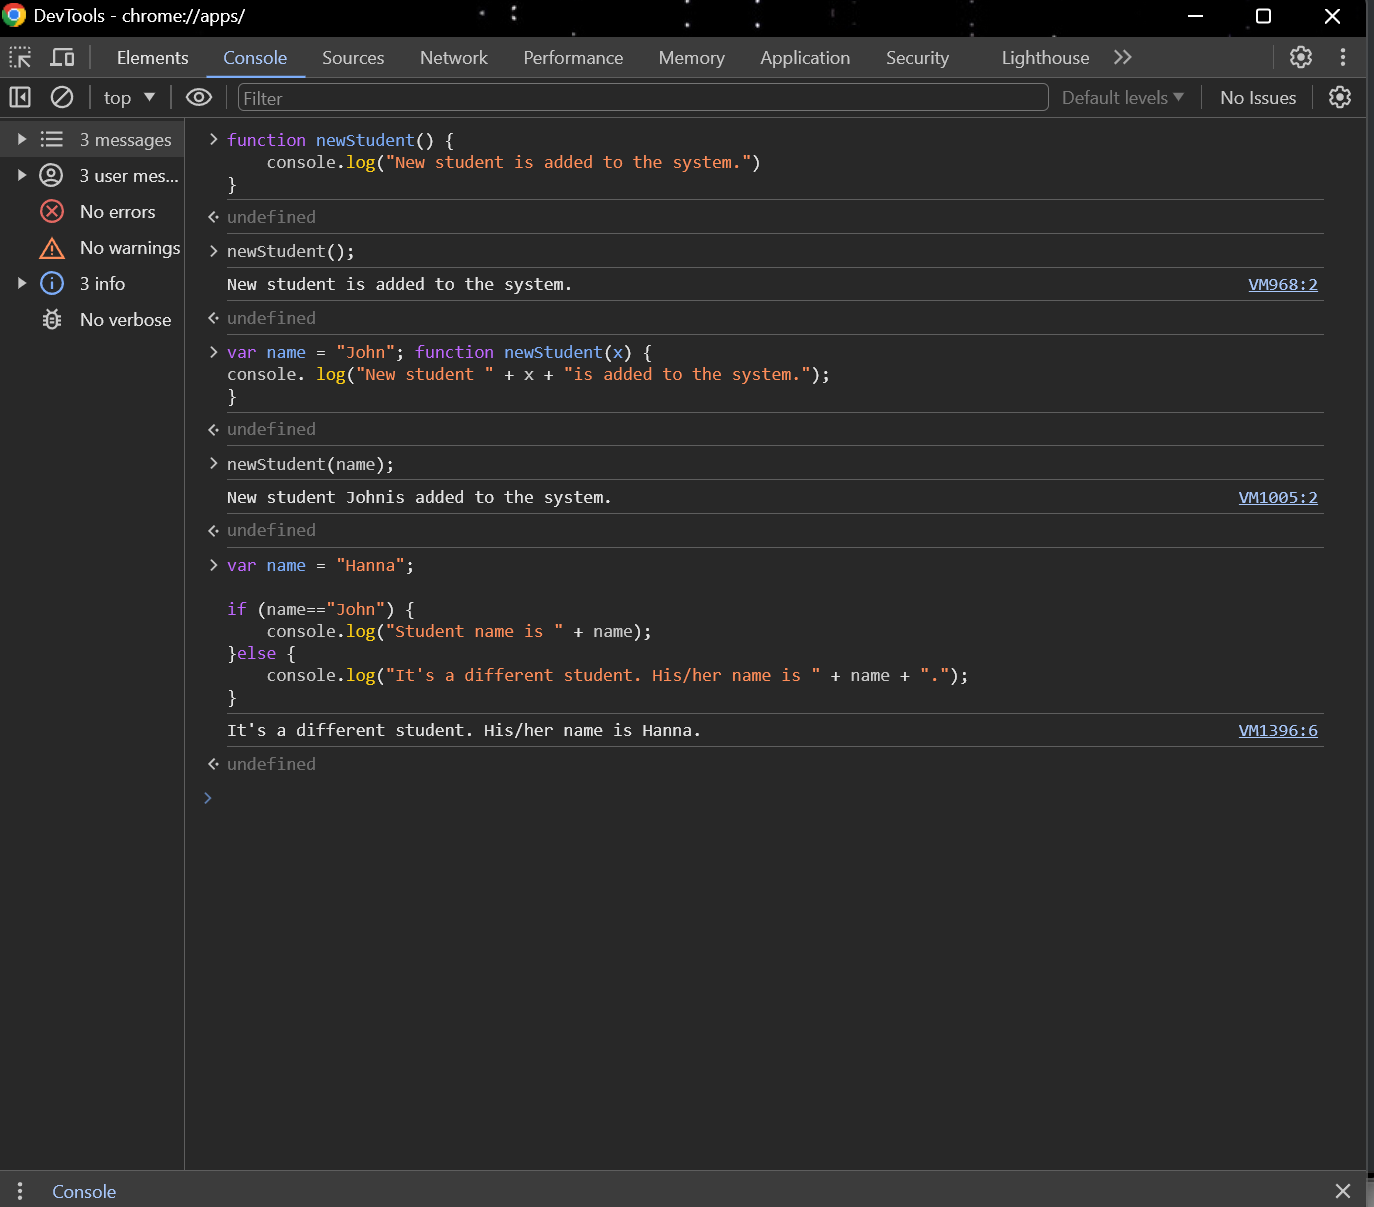 DevTools - chrome://apps/
Elements Console Sources Network Performance Memory Application Security Lighthouse
top Filter Default levels No Issues
3 messages
3 user mes...
No errors
No warnings
3 info
No verbose
function newStudent() {
console.log("New student is added to the system.")
}
undefined
newStudent();
New student is added to the system. VM968:2
undefined
var name = "John"; function newStudent(x) {
console. log("New student " + x + "is added to the system.");
}
undefined
newStudent(name);
New student Johnis added to the system. VM1005:2
undefined
var name = "Hanna";
if (name=="John") {
console.log("Student name is " + name);
}else {
console.log("It's a different student. His/her name is " + name + ".");
}
It's a different student. His/her name is Hanna. VM1396:6
undefined
Console